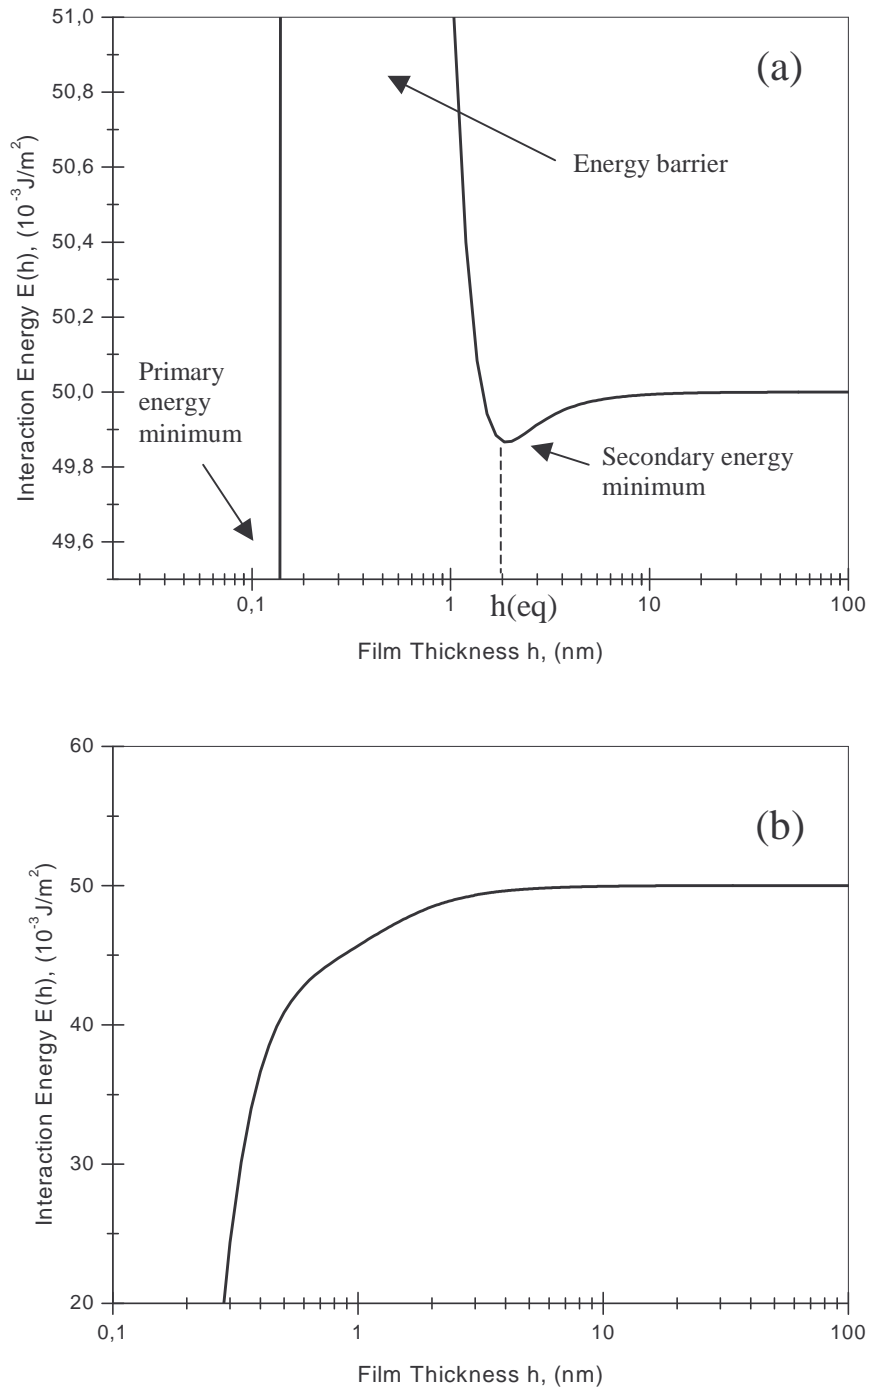 51,0
(a)
50,8
Energy barrier
50,6
50,4
50,2
Primary
energy
minimum
50,0
49,8
Secondary energy
minimum
49,6
Interaction Energy E(h), (10⁻³J/m²)
0,1
1
h(eq)
10
100
Film Thickness h, (nm)
60
(b)
50
40
30
20
Interaction Energy E(h), (10⁻³J/m²)
0,1
1
10
100
Film Thickness h, (nm)